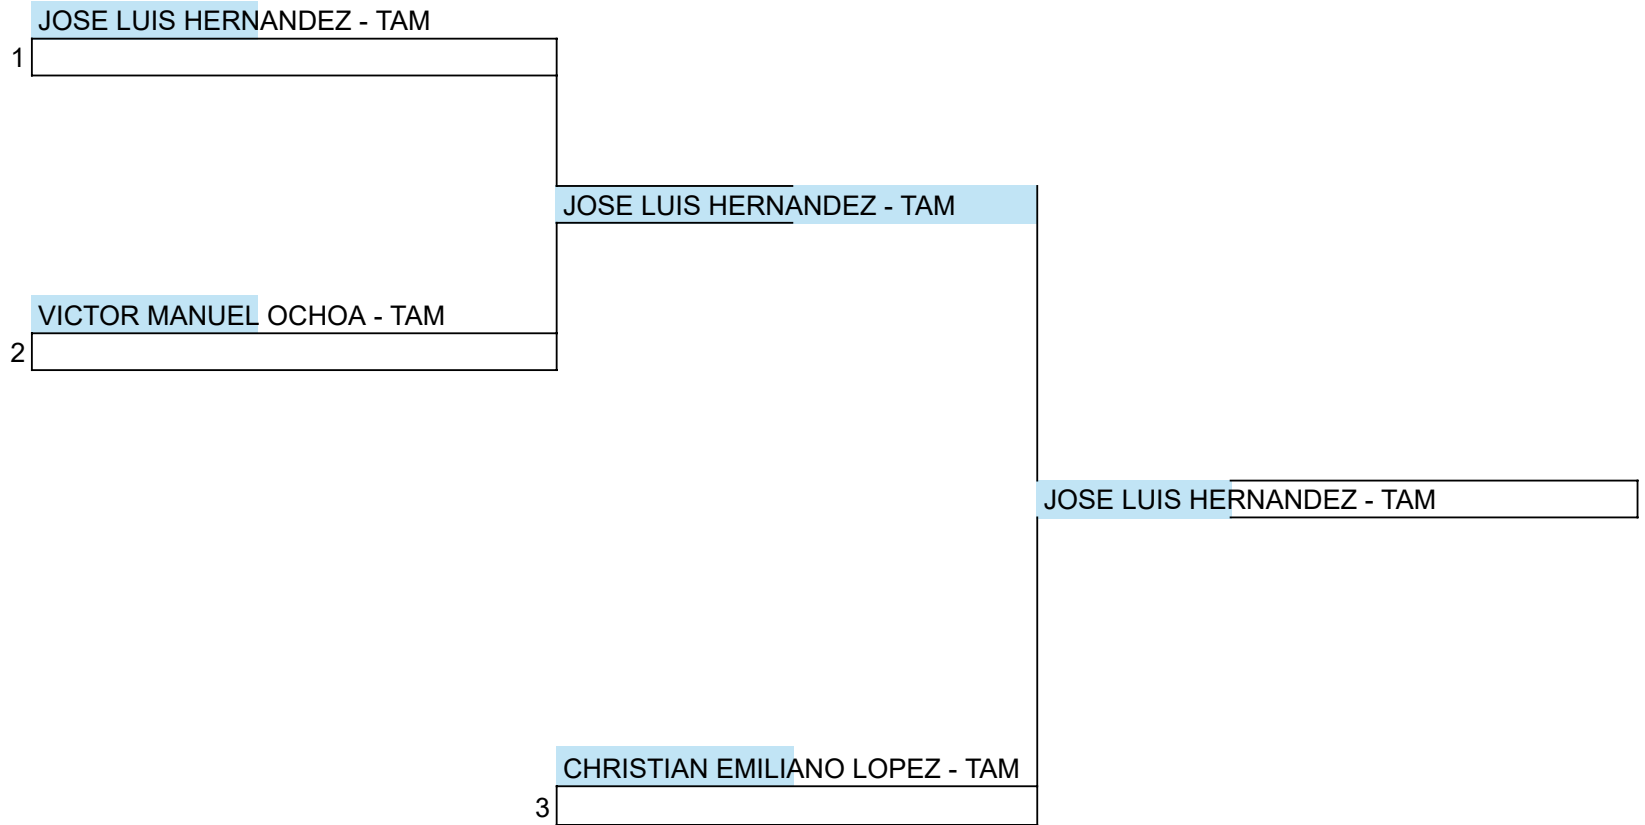 JOSE LUIS HERNANDEZ - TAM
1
JOSE LUIS HERNANDEZ - TAM
VICTOR MANUEL OCHOA - TAM
2
JOSE LUIS HERNANDEZ - TAM
CHRISTIAN EMILIANO LOPEZ - TAM
3